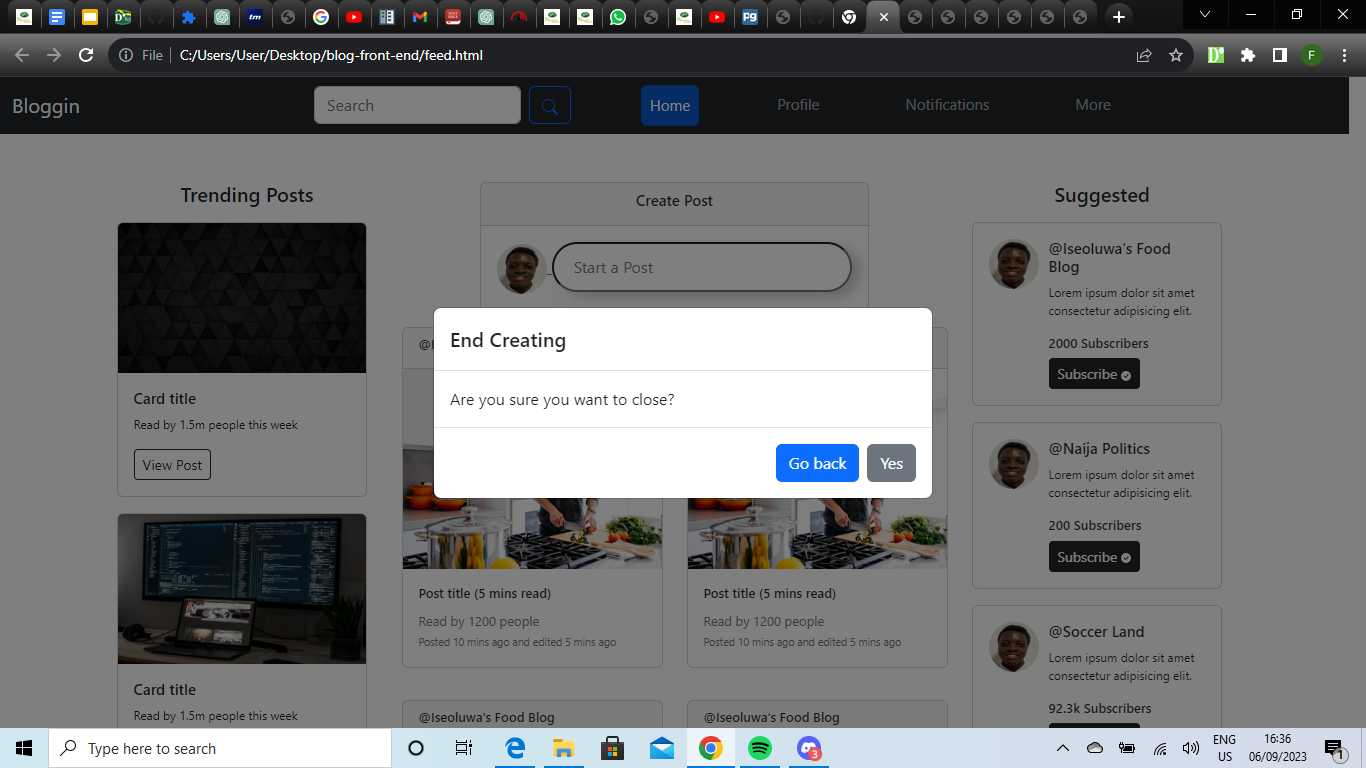 File
C:/Users/User/Desktop/blog-front-end/feed.html
F
Bloggin
Search
Home
Profile
Notifications
More
Trending Posts
Card title
Read by 1.5m people this week
View Post
Card title
Read by 1.5m people this week
Create Post
Start a Post
End Creating
Are you sure you want to close?
Go back
Yes
Post title (5 mins read)
Read by 1200 people
Posted 10 mins ago and edited 5 mins ago
Post title (5 mins read)
Read by 1200 people
Posted 10 mins ago and edited 5 mins ago
@Iseoluwa's Food Blog
@Iseoluwa's Food Blog
Suggested
@Iseoluwa's Food
Blog
Lorem ipsum dolor sit amet
consectetur adipisicing elit.
2000 Subscribers
Subscribe
@Naija Politics
Lorem ipsum dolor sit amet
consectetur adipisicing elit.
200 Subscribers
Subscribe
@Soccer Land
Lorem ipsum dolor sit amet
consectetur adipisicing elit.
92.3k Subscribers
Type here to search
3
ENG
US
16:36
06/09/2023
1